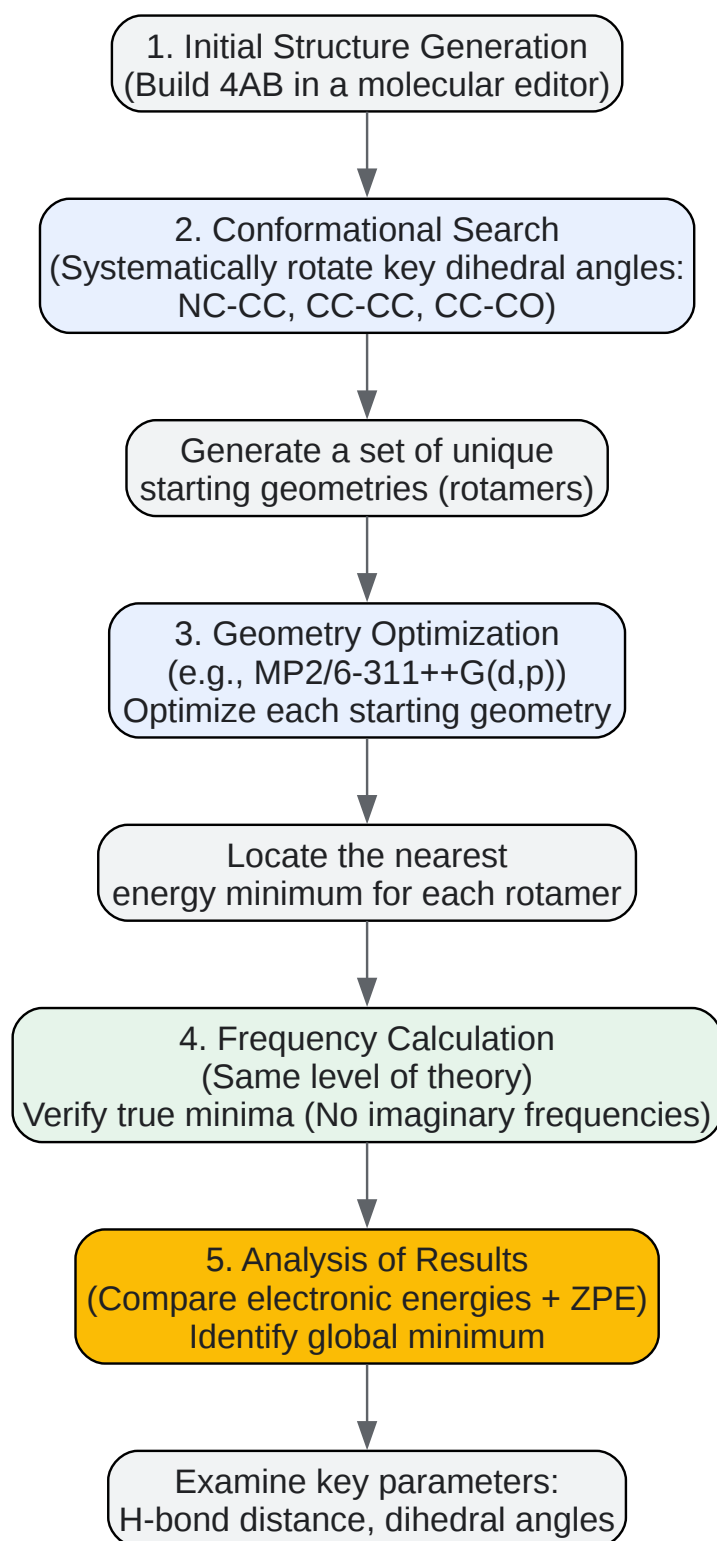 1. Initial Structure Generation
(Build 4AB in a molecular editor)
2. Conformational Search
(Systematically rotate key dihedral angles:
NC-CC, CC-CC, CC-CO)
Generate a set of unique
starting geometries (rotamers)
3. Geometry Optimization
(e.g., MP2/6-311++G(d,p))
Optimize each starting geometry
Locate the nearest
energy minimum for each rotamer
4. Frequency Calculation
(Same level of theory)
Verify true minima (No imaginary frequencies)
5. Analysis of Results
(Compare electronic energies + ZPE)
Identify global minimum
Examine key parameters:
H-bond distance, dihedral angles